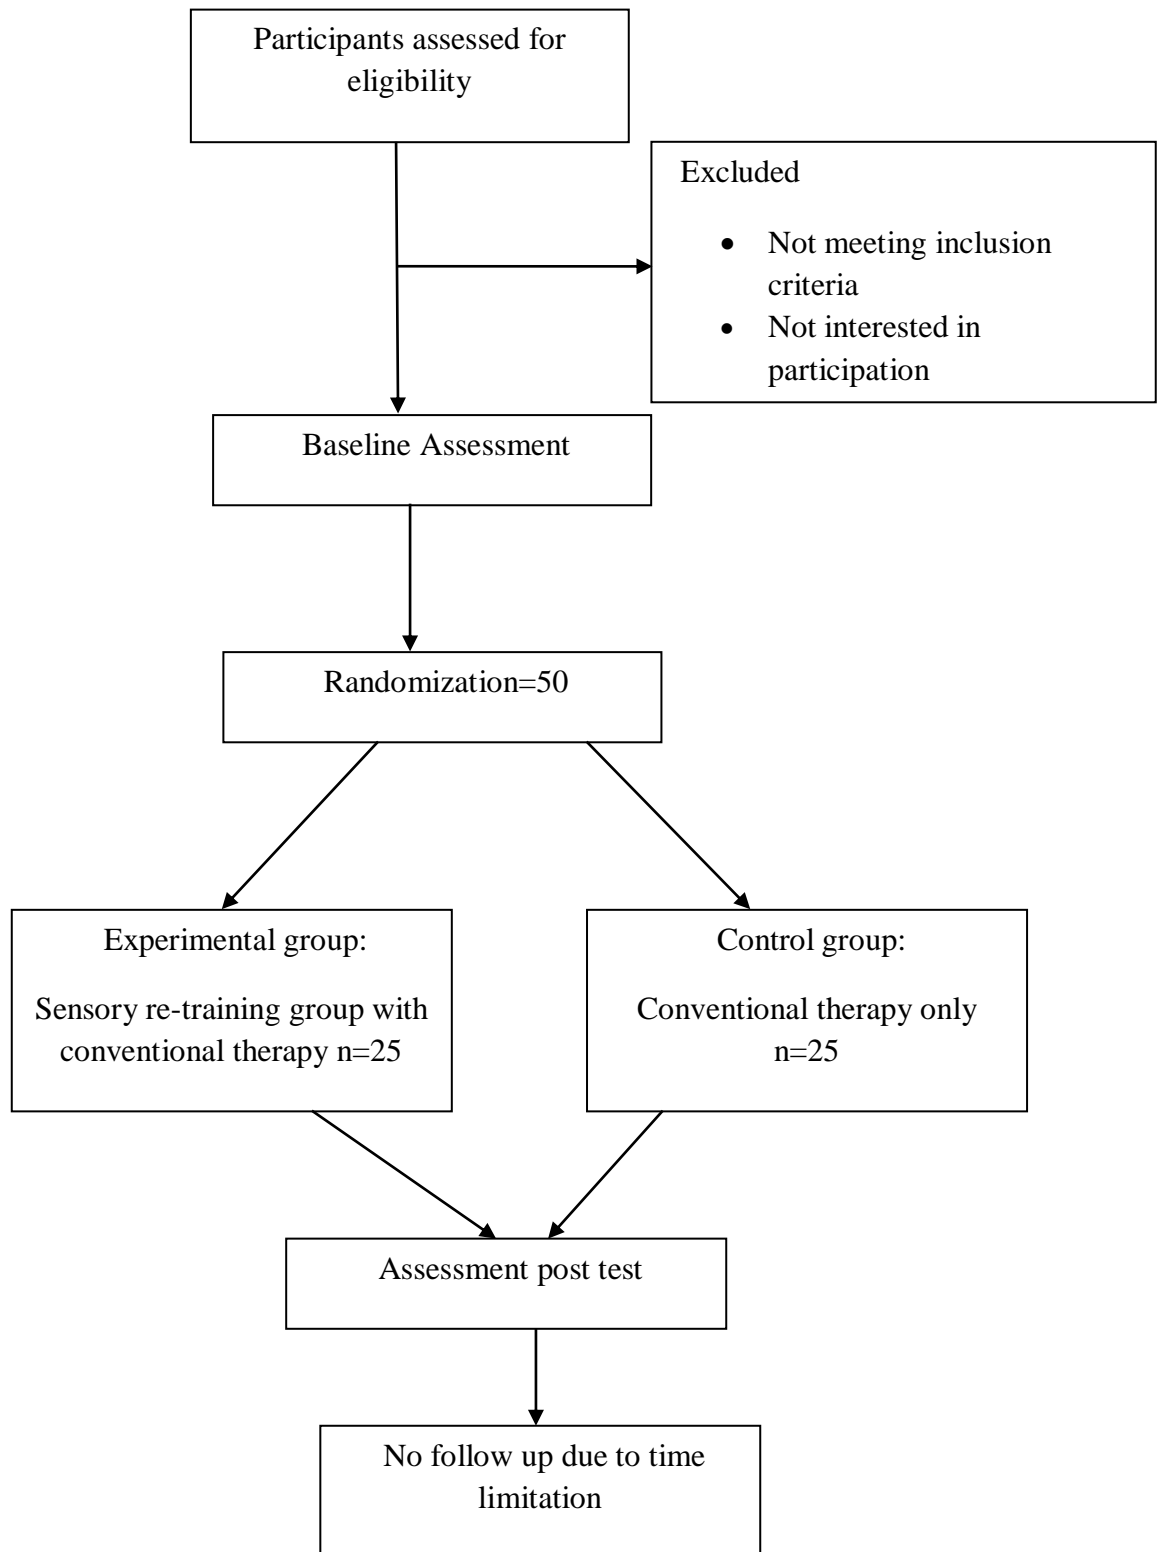 Participants assessed for
eligibility
Excluded
• Not meeting inclusion
criteria
• Not interested in
participation
Baseline Assessment
Randomization=50
Experimental group:
Sensory re-training group with
conventional therapy n=25
Control group:
Conventional therapy only
n=25
Assessment post test
No follow up due to time
limitation